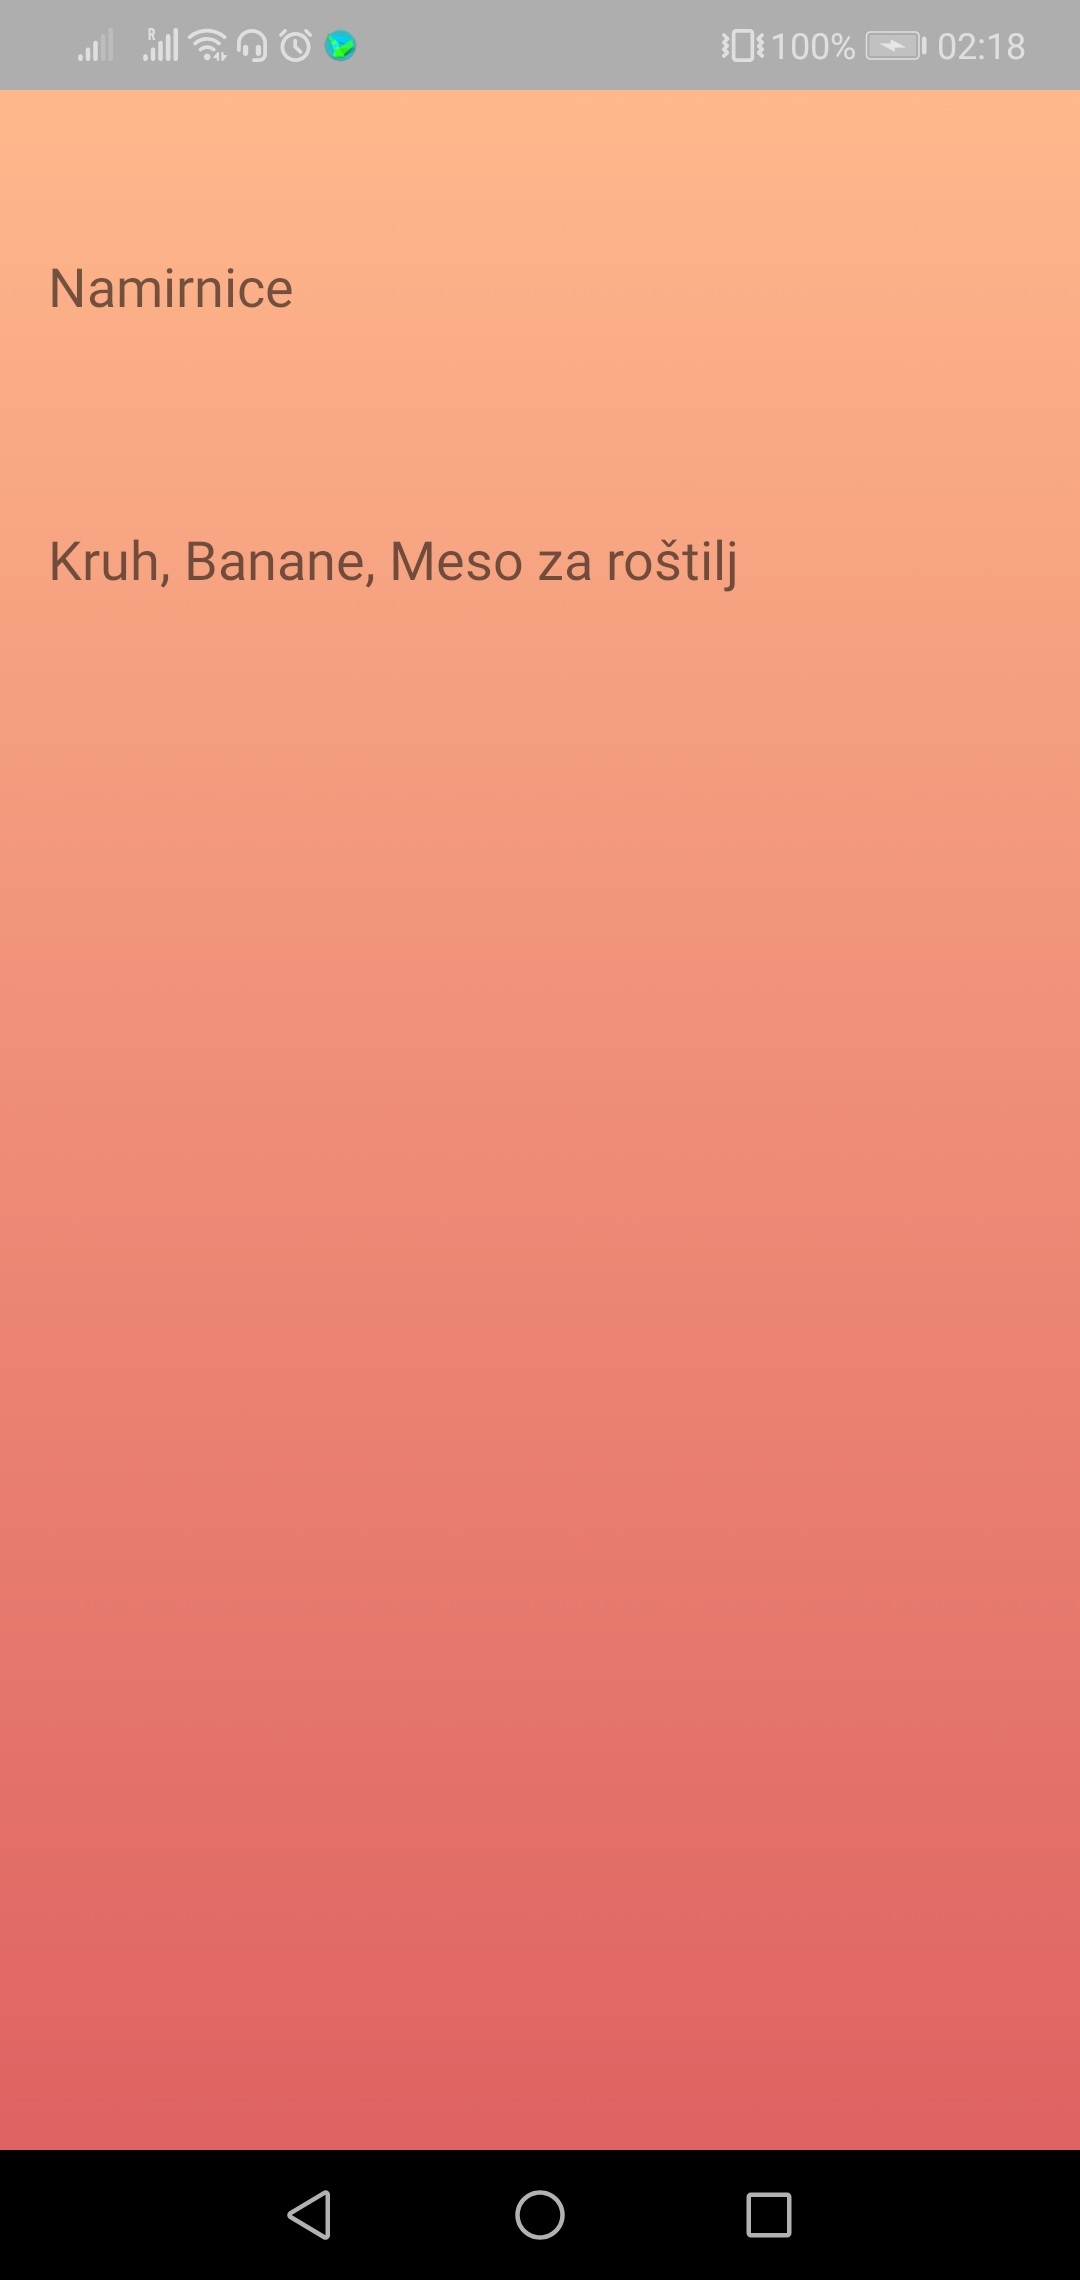 R 100% 02:18
Namirnice
Kruh, Banane, Meso za roštilj